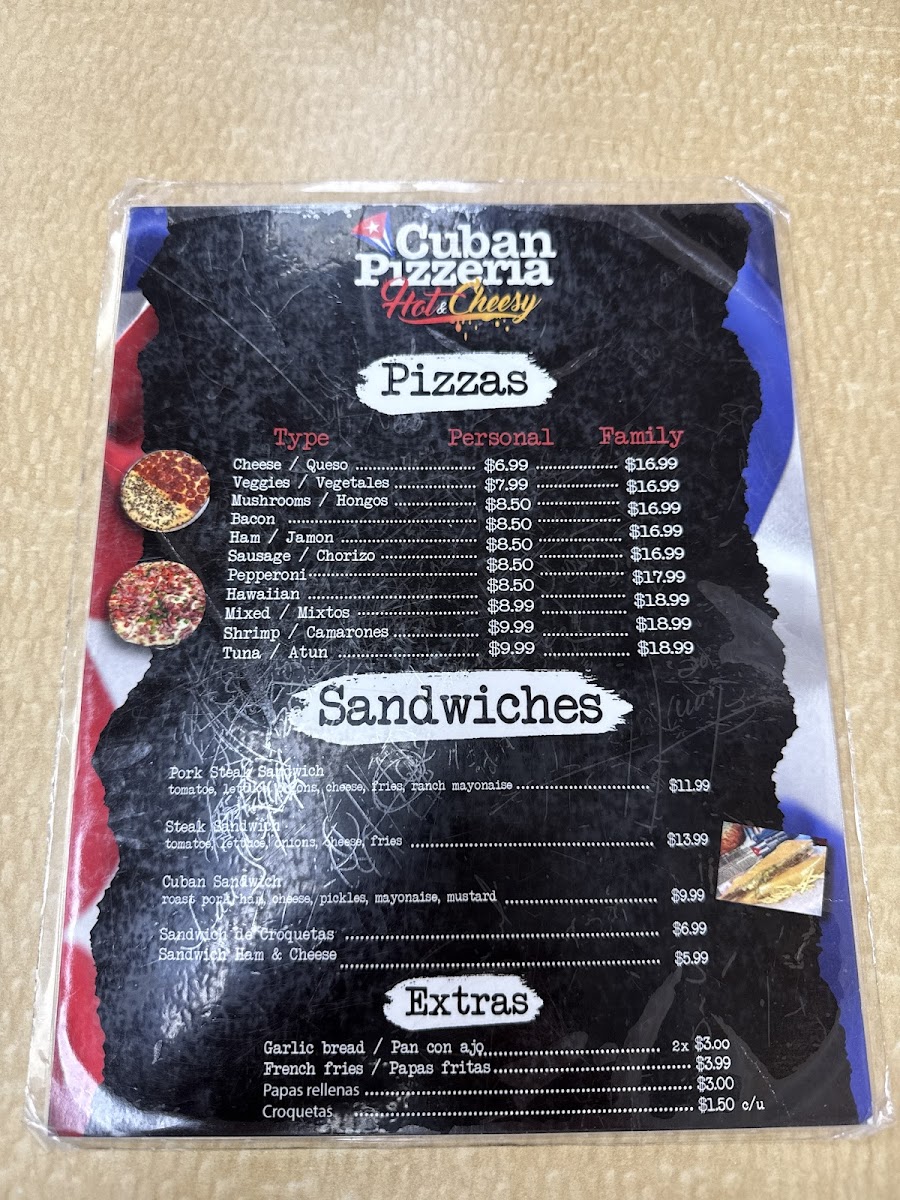 Cuban
Pizzeria
Hot & Cheesy
Pizzas
Type
Cheese / Queso
Veggies / Vegetales
Mushrooms / Hongos
Bacon
Ham / Jamon
Sausage / Chorizo
Pepperoni
Hawaiian
Mixed / Mixtos
Shrimp / Camarones
Tuna / Atun
Personal
$6.99
$7.99
$8.50
$8.50
$8.50
$8.50
$8.50
$8.99
$9.99
$9.99
Family
$16.99
$16.99
$16.99
$16.99
$16.99
$17.99
$18.99
$18.99
$18.99
Sandwiches
Pork Steak Sandwich
tomatoe, lettuce, onions, cheese, fries, ranch mayonaise $11.99
Steak Sandwich
tomatoe, lettuce, onions, cheese, fries $13.99
Cuban Sandwich
roast pork, ham, cheese, pickles, mayonaise, mustard $9.99
Sandwich de Croquetas $6.99
Sandwich Ham & Cheese $5.99
Extras
Garlic bread / Pan con ajo 2x $3.00
French fries / Papas fritas $3.99
Papas rellenas $3.00
Croquetas $1.50 c/u